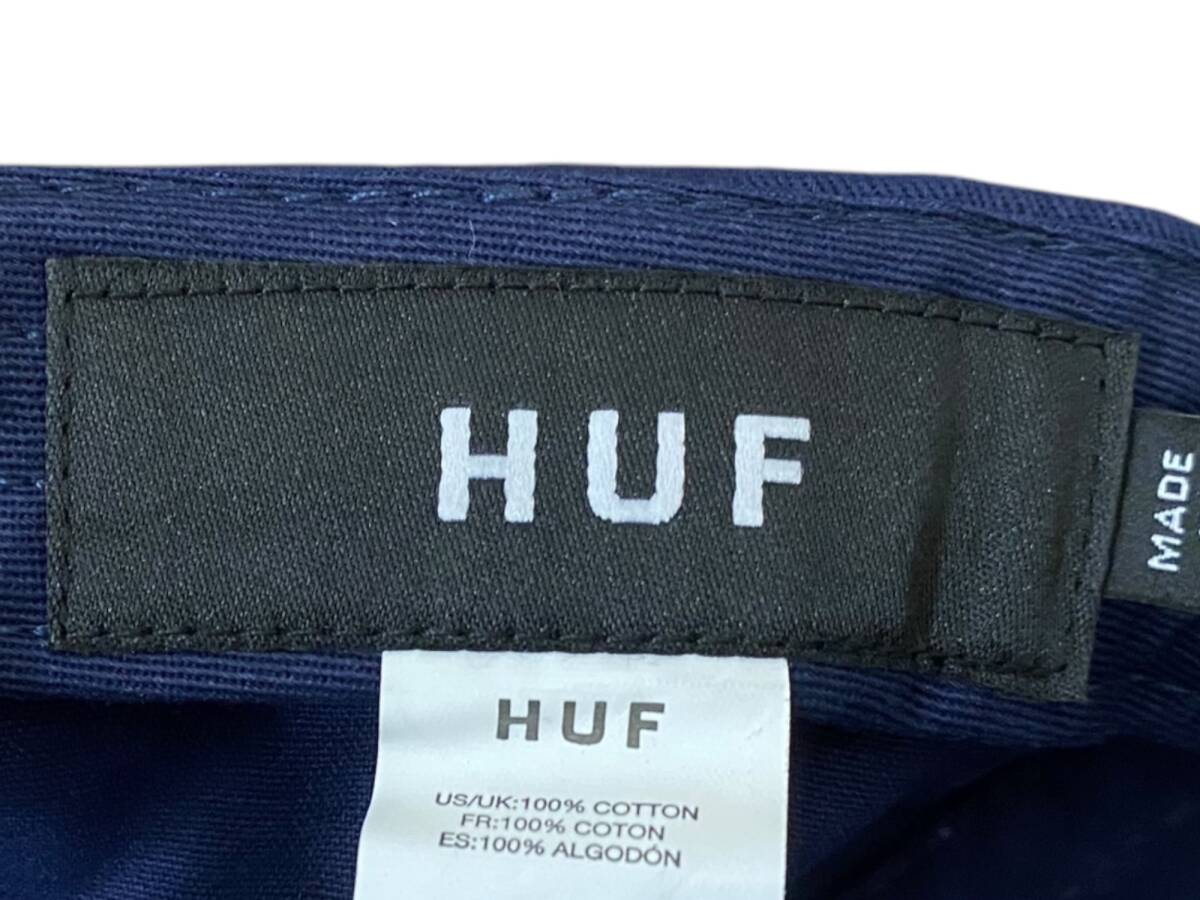 HUF
MADE
HUF
US/UK:100% COTTON
FR:100% COTON
ES:100% ALGODÓN